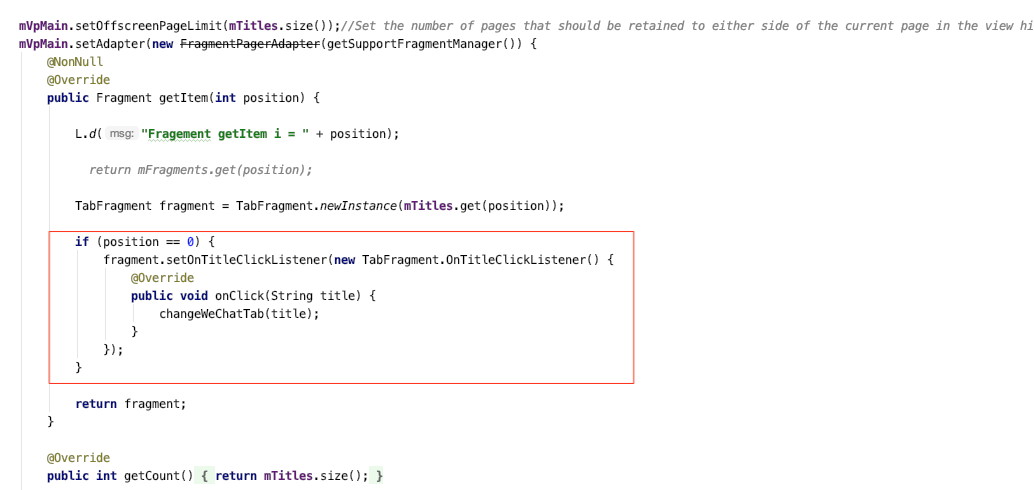 mVpMain.setOffscreenPageLimit(mTitles.size());//Set the number of pages that should be retained to either side of the current page in the view hi
mVpMain.setAdapter(new FragmentPagerAdapter(getSupportFragmentManager()) {
@NonNull
@Override
public Fragment getItem(int position) {
L.d( msg: "Fragement getItem i = " + position);
return mFragments.get(position);
TabFragment fragment = TabFragment.newInstance(mTitles.get(position));
if (position == 0) {
fragment.setOnTitleClickListener(new TabFragment.OnTitleClickListener() {
@Override
public void onClick(String title) {
changeWeChatTab(title);
}
});
}
return fragment;
}
@Override
public int getCount() { return mTitles.size(); }